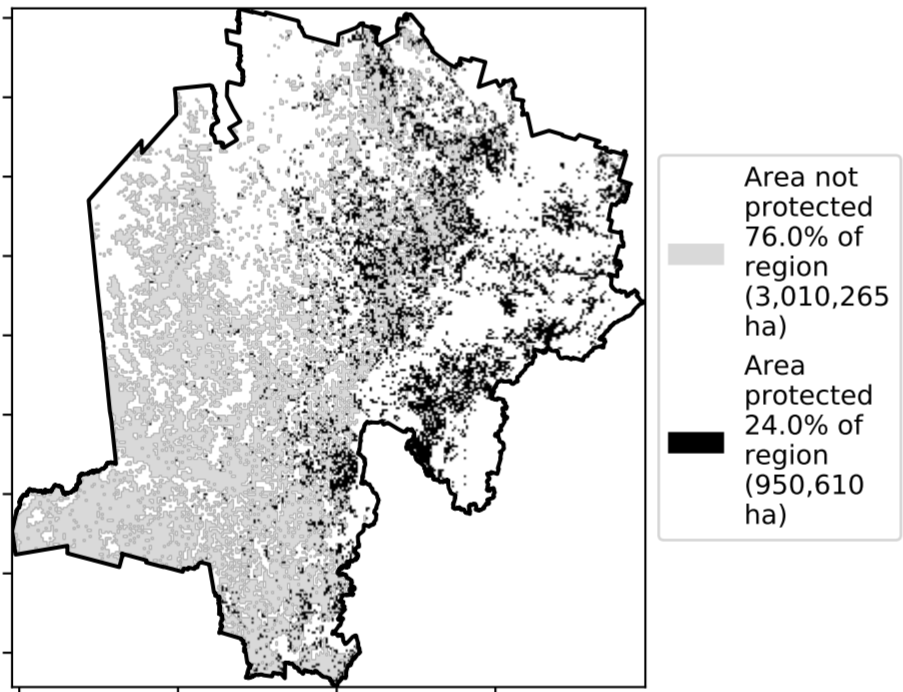 Area not
protected
76.0% of
region
(3,010,265
ha)
Area
protected
24.0% of
region
(950,610
ha)